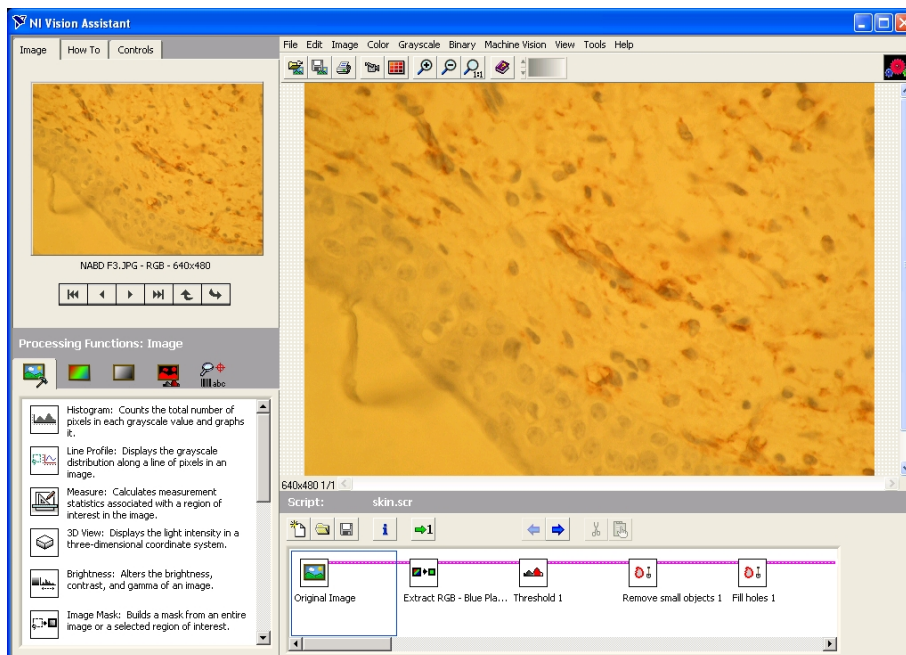 NI Vision Assistant
Image How To Controls
File Edit Image Color Grayscale Binary Machine Vision View Tools Help
1:1
NABD F3.JPG - RGB - 640x480
Processing Functions: Image
abc
Histogram: Counts the total number of
pixels in each grayscale value and graphs
it.
Line Profile: Displays the grayscale
distribution along a line of pixels in an
image.
Measure: Calculates measurement
statistics associated with a region of
interest in the image.
3D View: Displays the light intensity in a
three-dimensional coordinate system.
Brightness: Alters the brightness,
contrast, and gamma of an image.
Image Mask: Builds a mask from an entire
image or a selected region of interest.
640x480 1/1
Script: skin.scr
1
Original Image Extract RGB - Blue Pla... Threshold 1 Remove small objects 1 Fill holes 1